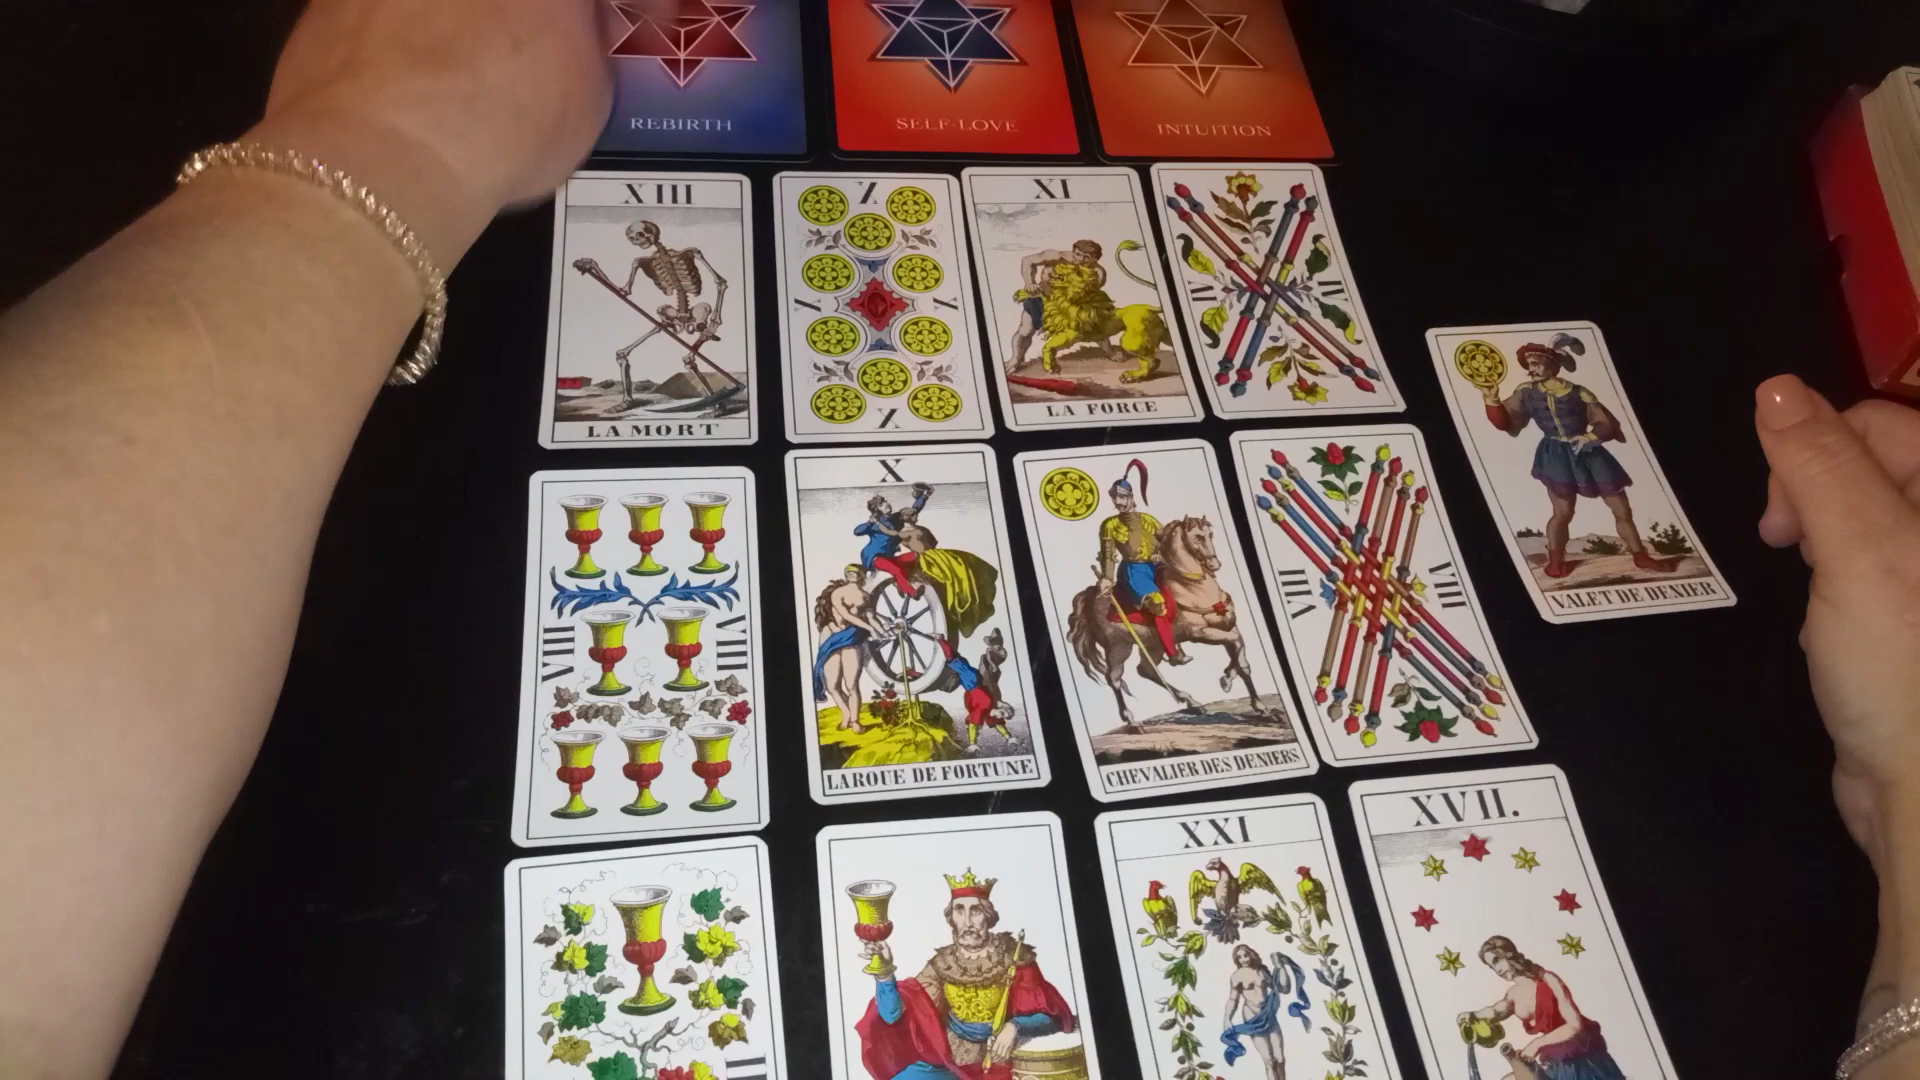 REBIRTH
SELF-LOVE
INTUITION
XIII
LA MORT
X
X
X
X
XI
LA FORCE
IV
IV
VALET DE DENIER
VIII
VIII
X
LA ROUE DE FORTUNE
CHEVALIER DES DENIERS
VIII
VIII
XXI
XVII.